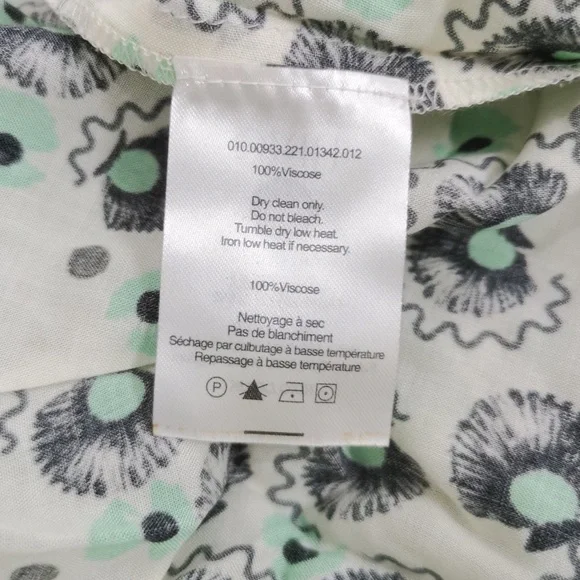 010.00933.221.01342.012
100%Viscose
Dry clean only.
Do not bleach.
Tumble dry low heat.
Iron low heat if necessary.
100%Viscose
Nettoyage à sec
Pas de blanchiment
Séchage par culbutage à basse température
Repassage à basse température
P